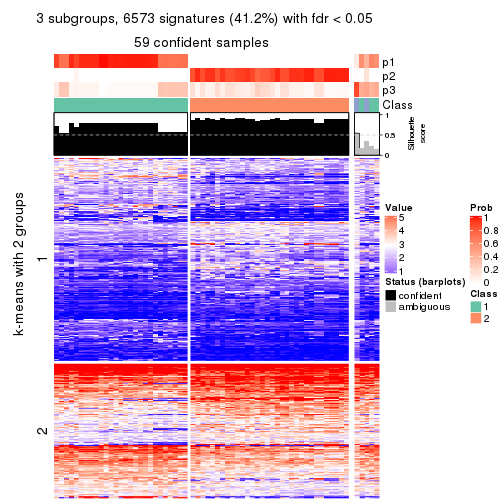 3 subgroups, 6573 signatures (41.2%) with fdr < 0.05
59 confident samples
p1
p2
p3
Class
1
0.5
0
Silhouette
score
k-means with 2 groups
1
2
Value
5
4
3
2
1
Status (barplots)
confident
ambiguous
Prob
1
0.8
0.6
0.4
0.2
0
Class
1
2